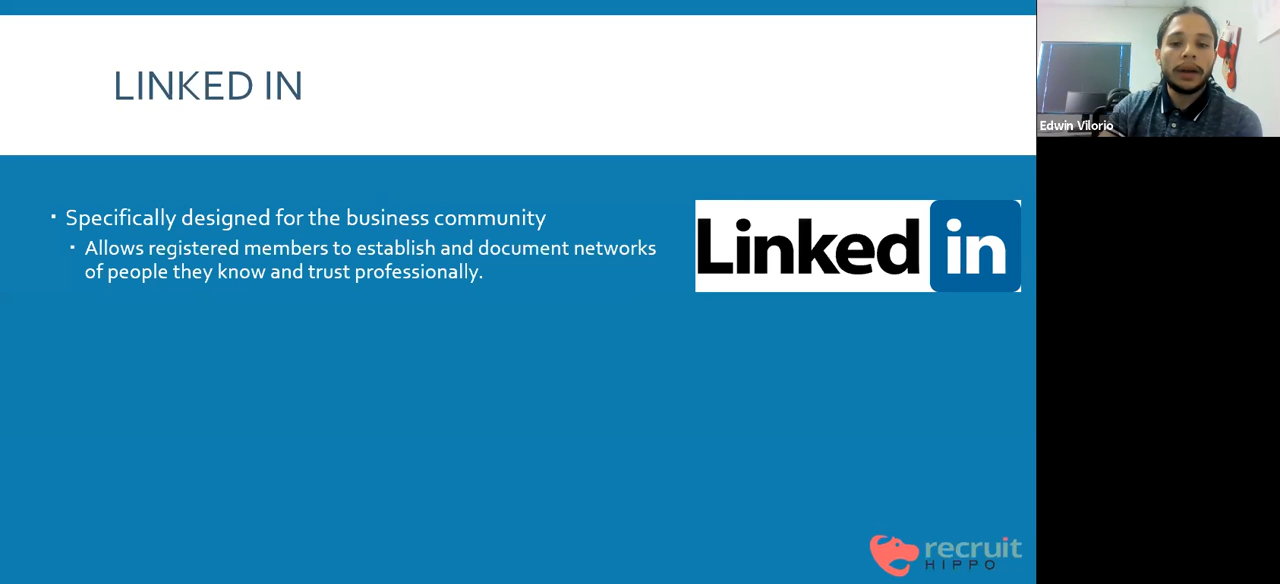 LINKED IN
Edwin Vilorio
▪ Specifically designed for the business community
▪ Allows registered members to establish and document networks
of people they know and trust professionally.
Linked in
recruit
HIPPO